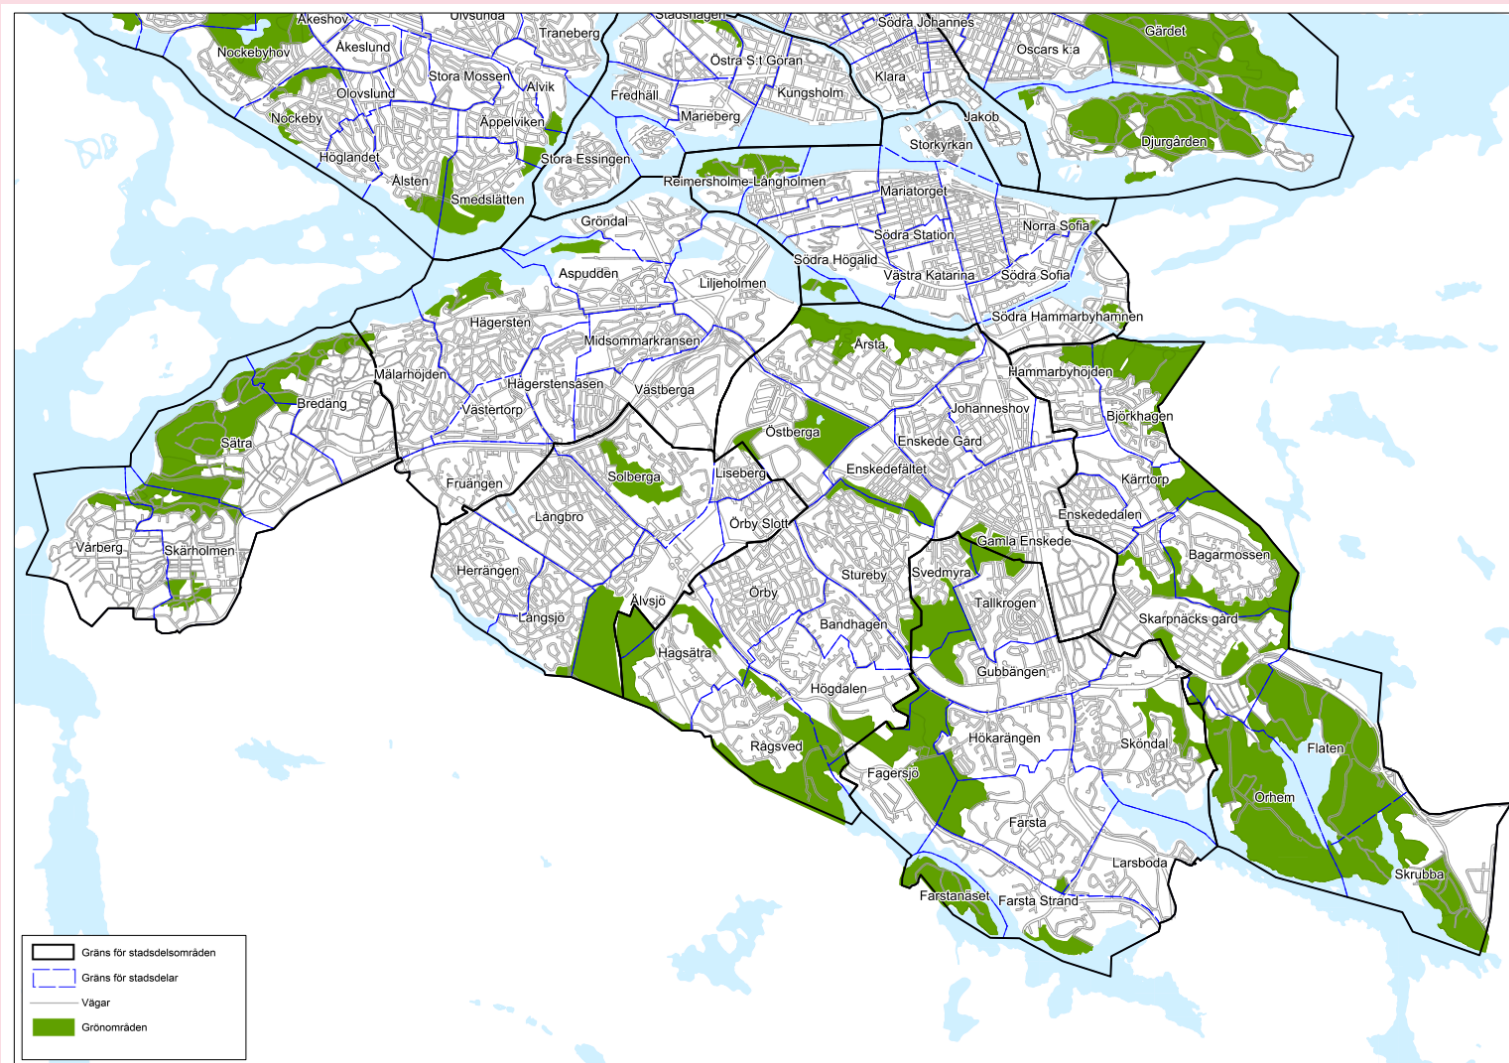 Åkeshov
Ulvsunda
Stadshagen
Södra Johannes
Gärdet
Nockebyhov
Åkeslund
Traneberg
Oscars k:a
Östra S:t Göran
Stora Mossen
Klara
Alvik
Olovslund
Fredhäll
Kungsholm
Nockeby
Äppelviken
Marieberg
Jakob
Storkyrkan
Djurgården
Höglandet
Stora Essingen
Ålsten
Reimersholme-Långholmen
Mariatorget
Smedslätten
Gröndal
Norra Sofia
Södra Station
Södra Högalid
Aspudden
Västra Katarina
Södra Sofia
Liljeholmen
Södra Hammarbyhamnen
Hägersten
Midsommarkransen
Årsta
Mälarhöjden
Hammarbyhöjden
Hägerstensåsen
Västberga
Bredäng
Västertorp
Johanneshov
Björkhagen
Sätra
Östberga
Enskede Gård
Enskedefältet
Solberga
Liseberg
Kärrtorp
Fruängen
Långbro
Örby Slott
Enskededalen
Vårberg
Skärholmen
Gamla Enskede
Bagarmossen
Herrängen
Svedmyra
Stureby
Örby
Älvsjö
Tallkrogen
Långsjö
Bandhagen
Skarpnäcks gård
Hagsätra
Gubbängen
Högdalen
Hökarängen
Sköndal
Rågsved
Flaten
Fagersjö
Orhem
Farsta
Larsboda
Skrubba
Farstanäset
Farsta Strand
Gräns för stadsdelsområden
Gräns för stadsdelar
Vägar
Grönområden